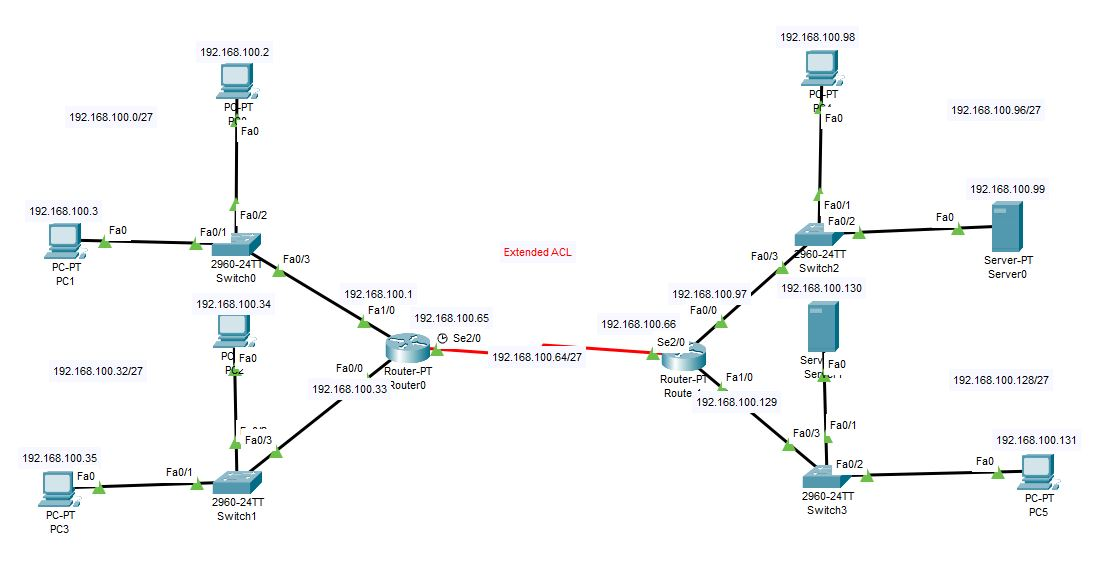 192.168.100.98
192.168.100.2
PC-PT
PC-PT
192.168.100.0/27
Fa0
192.168.100.96/27
Fa0
192.168.100.3
Fa0
Fa0/1
Fa0/2
PC-PT
PC1
2960-24TT
Switch0
Fa0/3
192.168.100.99
Fa0/1
Fa0/2
Fa0
Server-PT
Server0
2960-24TT
Switch2
Fa0/3
Extended ACL
192.168.100.34
192.168.100.1
Fa1/0
192.168.100.65
Se2/0
192.168.100.97
Fa0/0
192.168.100.130
192.168.100.66
Se2/0
192.168.100.64/27
Fa0
Fa0/0
Router-PT
192.168.100.33
192.168.100.32/27
Router-PT
Fa1/0
192.168.100.129
Fa0
192.168.100.128/27
Fa0/3
192.168.100.35
Fa0
Fa0/1
PC-PT
PC3
2960-24TT
Switch1
Fa0/3
Fa0/1
Fa0/2
192.168.100.131
Fa0
2960-24TT
Switch3
PC-PT
PC5